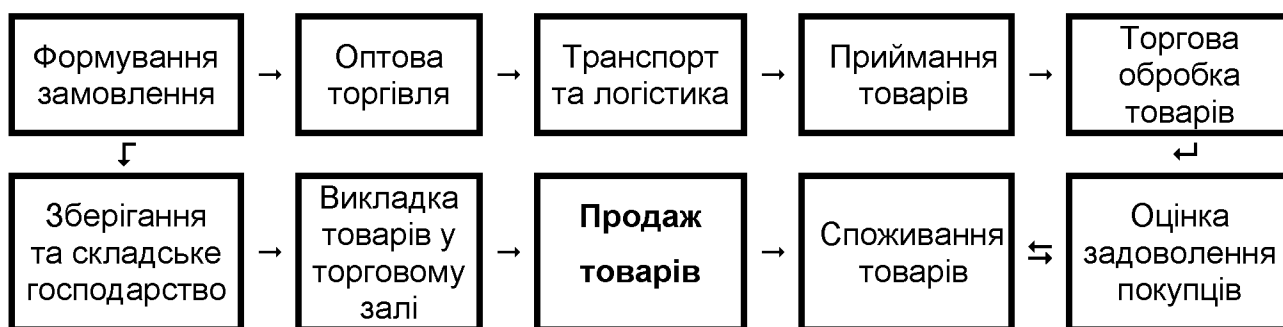 Формування
замовлення
Оптова
торгівля
Транспорт
та логістика
Приймання
товарів
Торгова
обробка
товарів
Зберігання
та складське
господарство
Викладка
товарів у
торговому
залі
Продаж
товарів
Споживання
товарів
Оцінка
задоволення
покупців